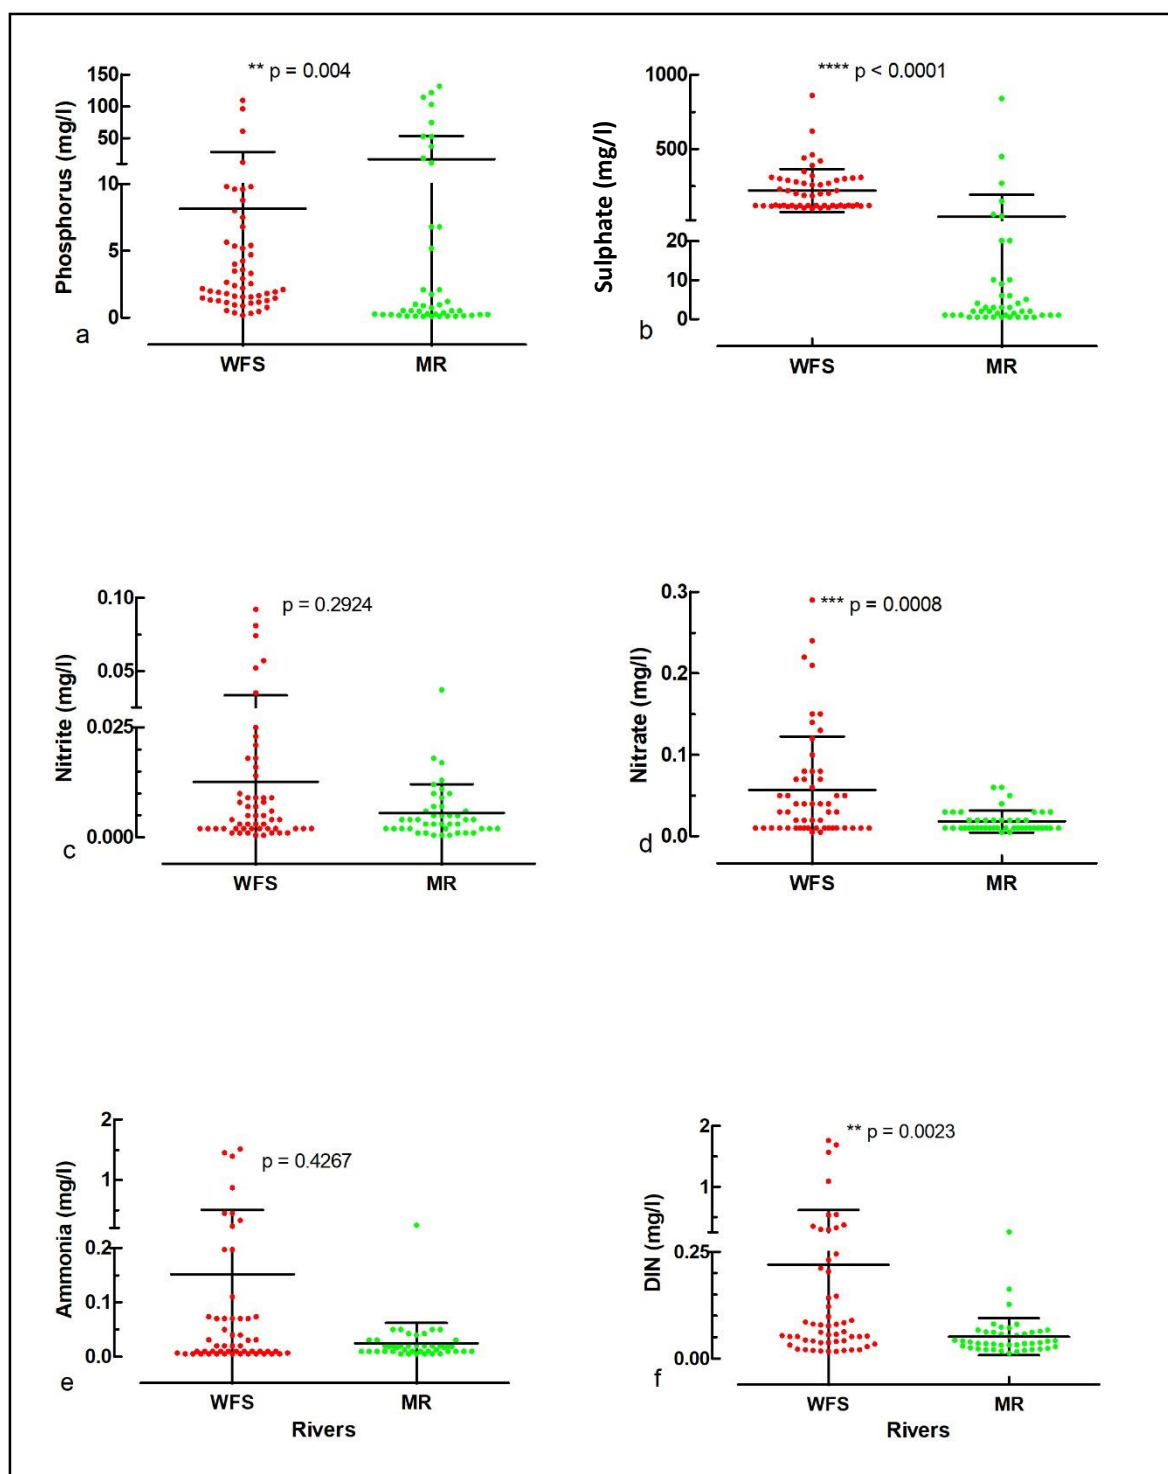 ** p = 0.004
Phosphorus (mg/l)
150
100
50
10
5
0
a
WFS
MR
**** p < 0.0001
Sulphate (mg/l)
1000
500
20
10
0
b
WFS
MR
p = 0.2924
Nitrite (mg/l)
0.10
0.05
0.025
0.000
c
WFS
MR
*** p = 0.0008
Nitrate (mg/l)
0.3
0.2
0.1
0.0
d
WFS
MR
p = 0.4267
Ammonia (mg/l)
2
1
0.2
0.1
0.0
e
WFS
MR
Rivers
** p = 0.0023
DIN (mg/l)
2
1
0.25
0.00
f
WFS
MR
Rivers